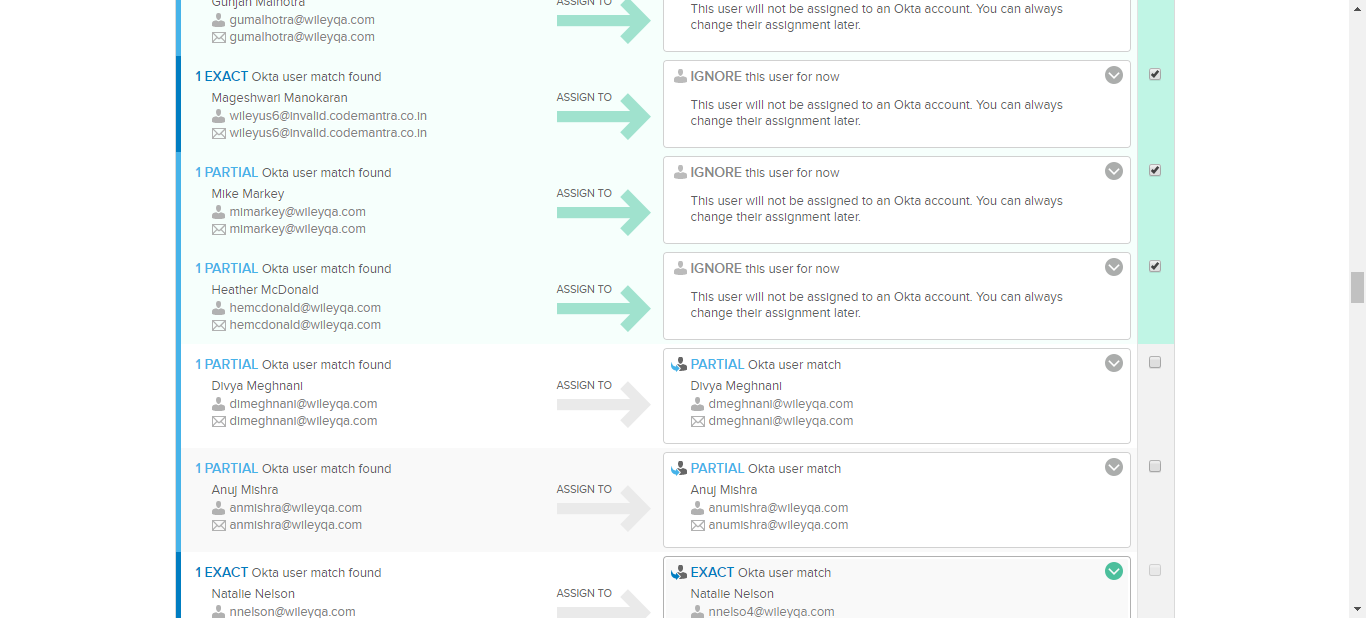 Gunjan Malhotra
gumalhotra@wileyqa.com
gumalhotra@wileyqa.com
ASSIGN TO
This user will not be assigned to an Okta account. You can always
change their assignment later.
1 EXACT Okta user match found
Mageshwari Manokaran
wileyus6@invalid.codemantra.co.in
wileyus6@invalid.codemantra.co.in
ASSIGN TO
IGNORE this user for now
This user will not be assigned to an Okta account. You can always
change their assignment later.
1 PARTIAL Okta user match found
Mike Markey
mimarkey@wileyqa.com
mimarkey@wileyqa.com
ASSIGN TO
IGNORE this user for now
This user will not be assigned to an Okta account. You can always
change their assignment later.
1 PARTIAL Okta user match found
Heather McDonald
hemcdonald@wileyqa.com
hemcdonald@wileyqa.com
ASSIGN TO
IGNORE this user for now
This user will not be assigned to an Okta account. You can always
change their assignment later.
1 PARTIAL Okta user match found
Divya Meghnani
dimeghnani@wileyqa.com
dimeghnani@wileyqa.com
ASSIGN TO
PARTIAL Okta user match
Divya Meghnani
dmeghnani@wileyqa.com
dmeghnani@wileyqa.com
1 PARTIAL Okta user match found
Anuj Mishra
anmishra@wileyqa.com
anmishra@wileyqa.com
ASSIGN TO
PARTIAL Okta user match
Anuj Mishra
anumishra@wileyqa.com
anumishra@wileyqa.com
1 EXACT Okta user match found
Natalie Nelson
nnelson@wileyqa.com
ASSIGN TO
EXACT Okta user match
Natalie Nelson
nnelso4@wileyqa.com